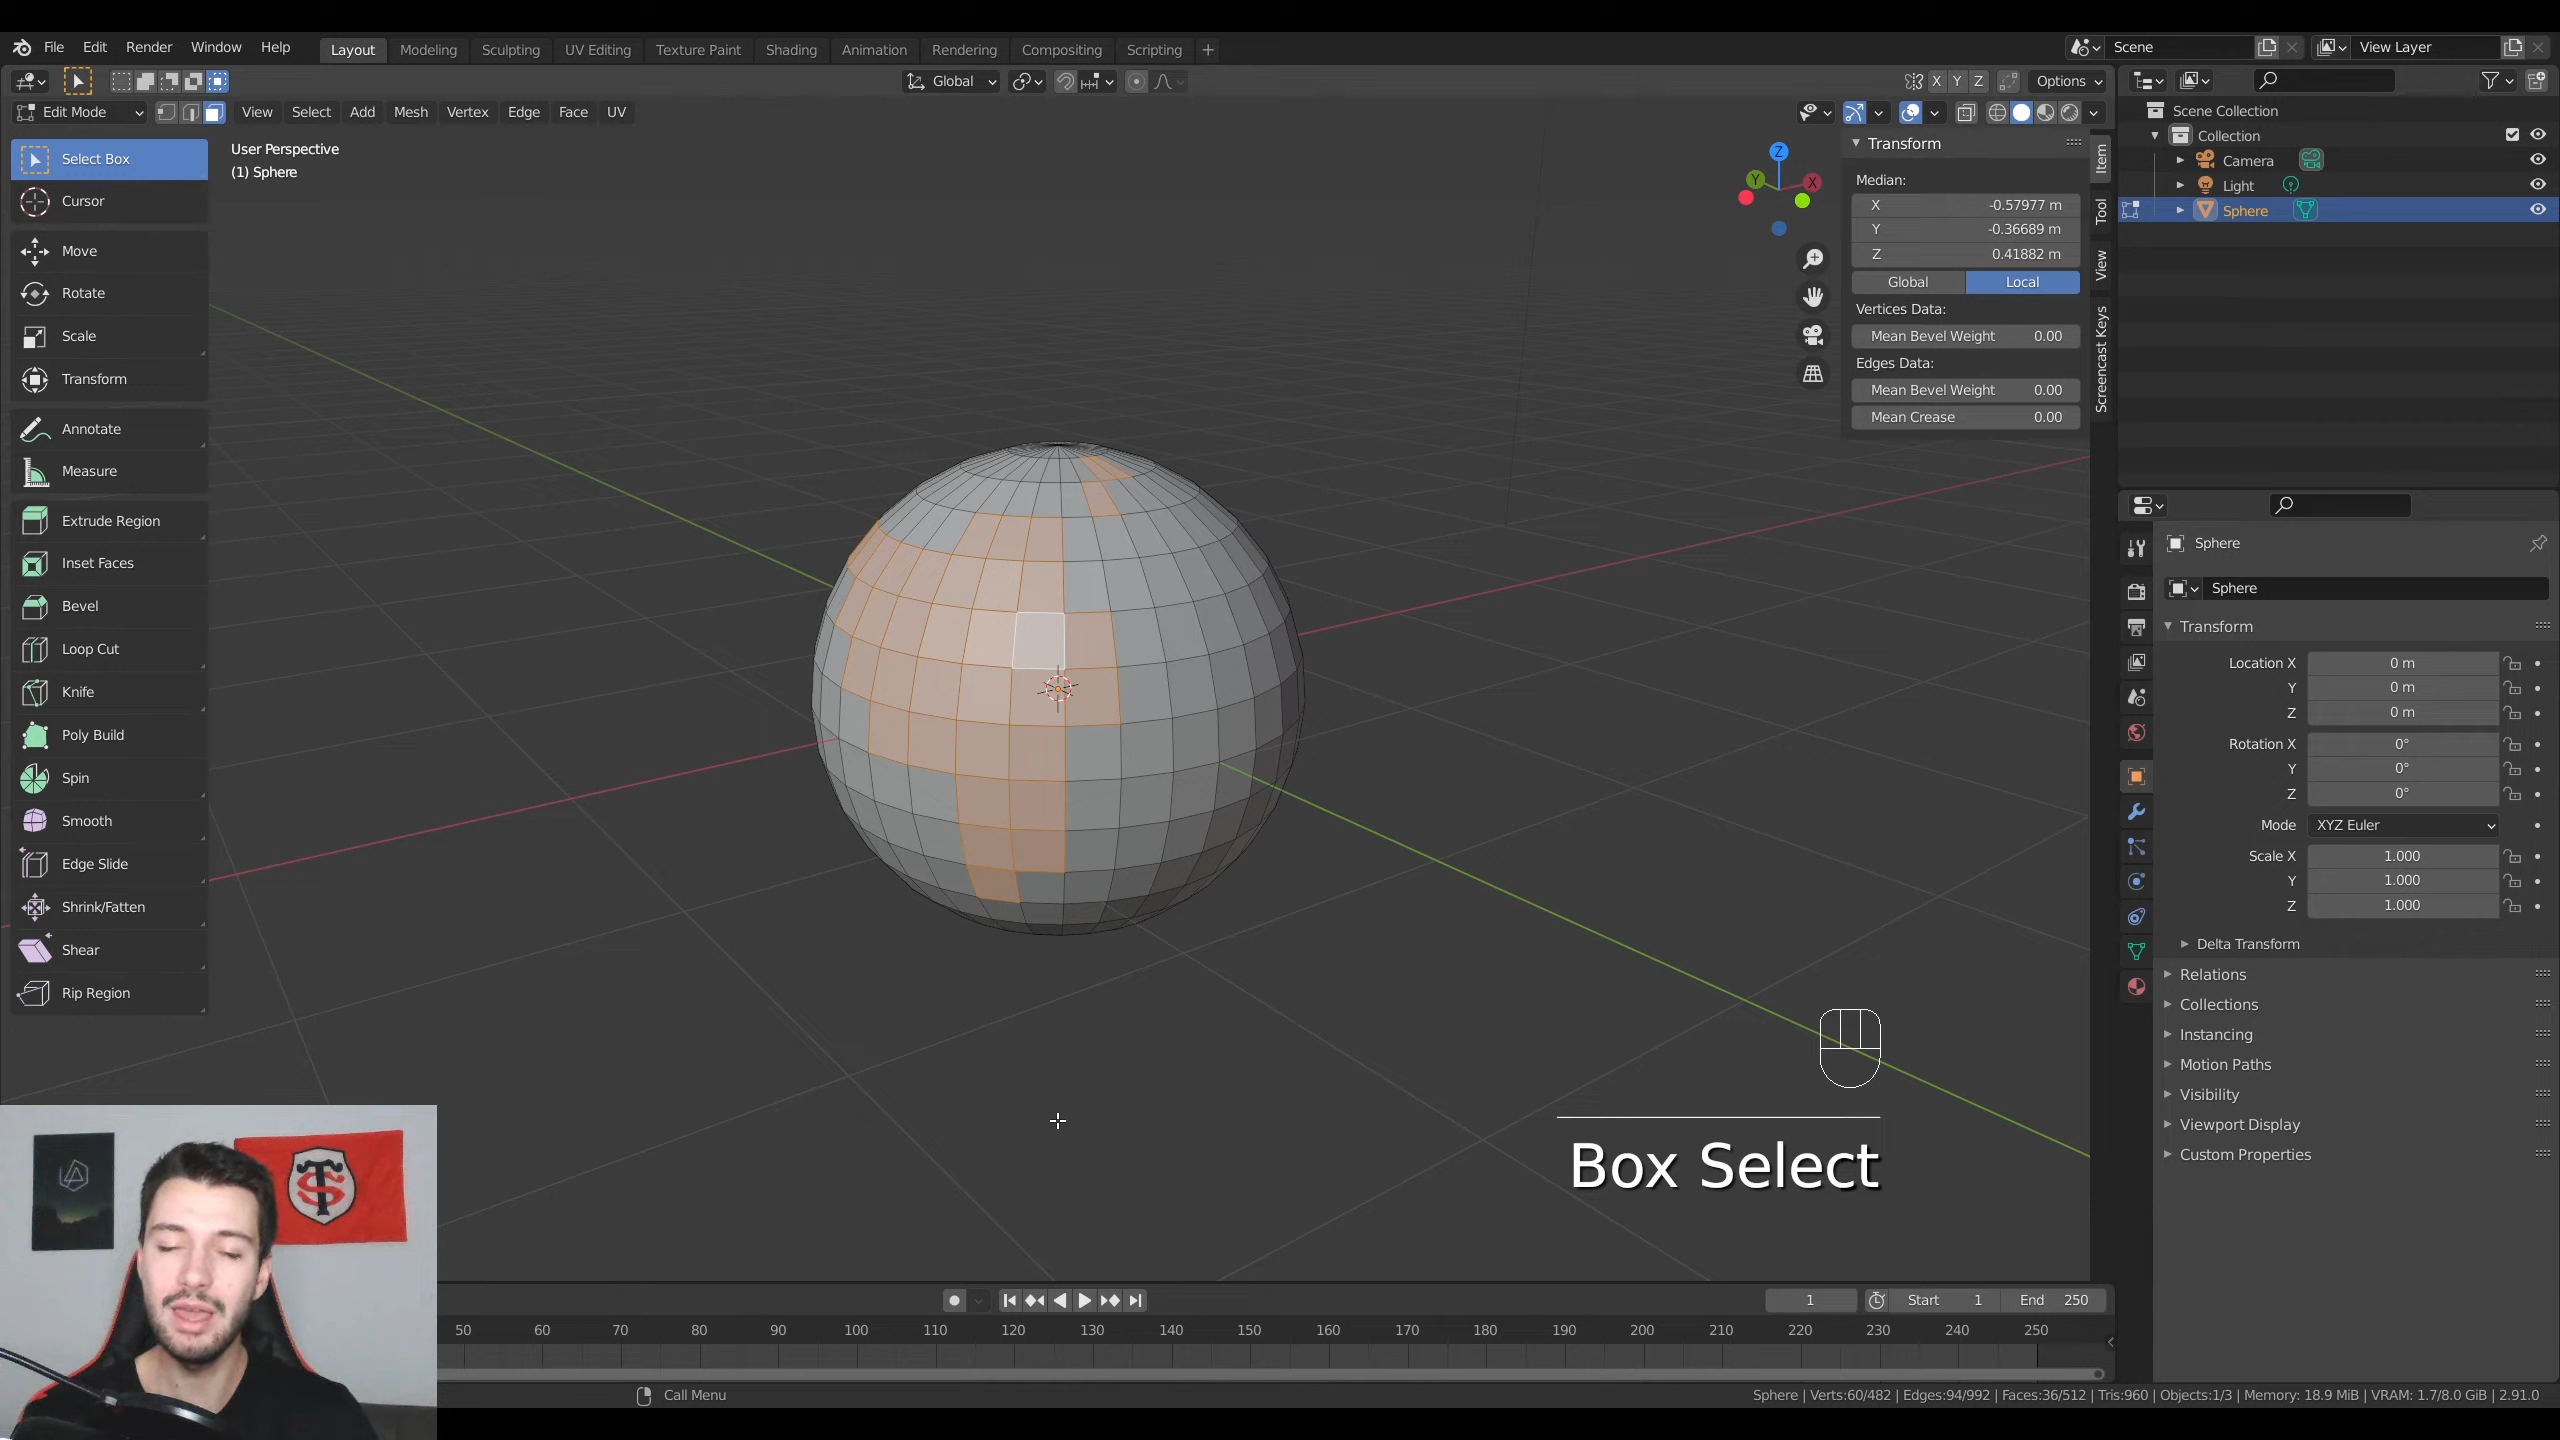 File Edit Render Window Help Layout Modeling Sculpting UV Editing Texture Paint Shading Animation Rendering Compositing Scripting + Scene View Layer
Global X Y Z Options
Edit Mode View Select Add Mesh Vertex Edge Face UV
Select Box
Cursor
Move
Rotate
Scale
Transform
Annotate
Measure
Extrude Region
Inset Faces
Bevel
Loop Cut
Knife
Poly Build
Spin
Smooth
Edge Slide
Shrink/Fatten
Shear
Rip Region
User Perspective
(1) Sphere
Z
Y
X
Transform
Median:
X -0.57977 m
Y -0.36689 m
Z 0.41882 m
Global Local
Vertices Data:
Mean Bevel Weight 0.00
Edges Data:
Mean Bevel Weight 0.00
Mean Crease 0.00
Item
Tool
View
Screencast Keys
Scene Collection
Collection
Camera
Light
Sphere
Sphere
Sphere
Transform
Location X 0 m
Y 0 m
Z 0 m
Rotation X 0°
Y 0°
Z 0°
Mode XYZ Euler
Scale X 1.000
Y 1.000
Z 1.000
Delta Transform
Relations
Collections
Instancing
Motion Paths
Visibility
Viewport Display
Custom Properties
Box Select
1 Start 1 End 250
50 60 70 80 90 100 110 120 130 140 150 160 170 180 190 200 210 220 230 240 250
Call Menu
Sphere | Verts:60/482 | Edges:94/992 | Faces:36/512 | Tris:960 | Objects:1/3 | Memory: 18.9 MiB | VRAM: 1.7/8.0 GiB | 2.91.0